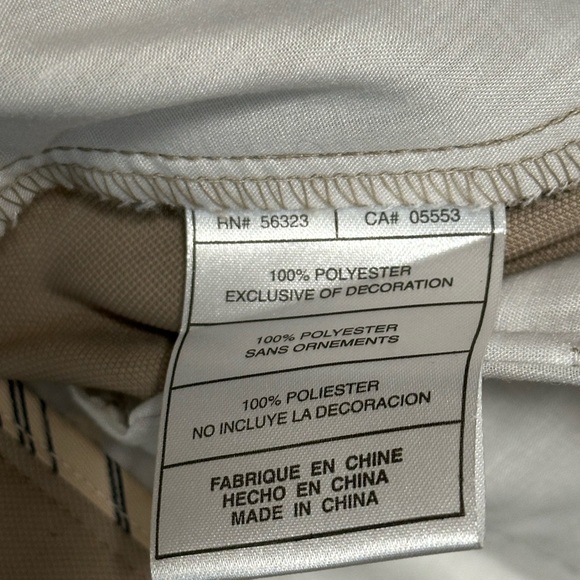 RN# 56323 CA# 05553
100% POLYESTER
EXCLUSIVE OF DECORATION
100% POLYESTER
SANS ORNEMENTS
100% POLIESTER
NO INCLUYE LA DECORACION
FABRIQUE EN CHINE
HECHO EN CHINA
MADE IN CHINA